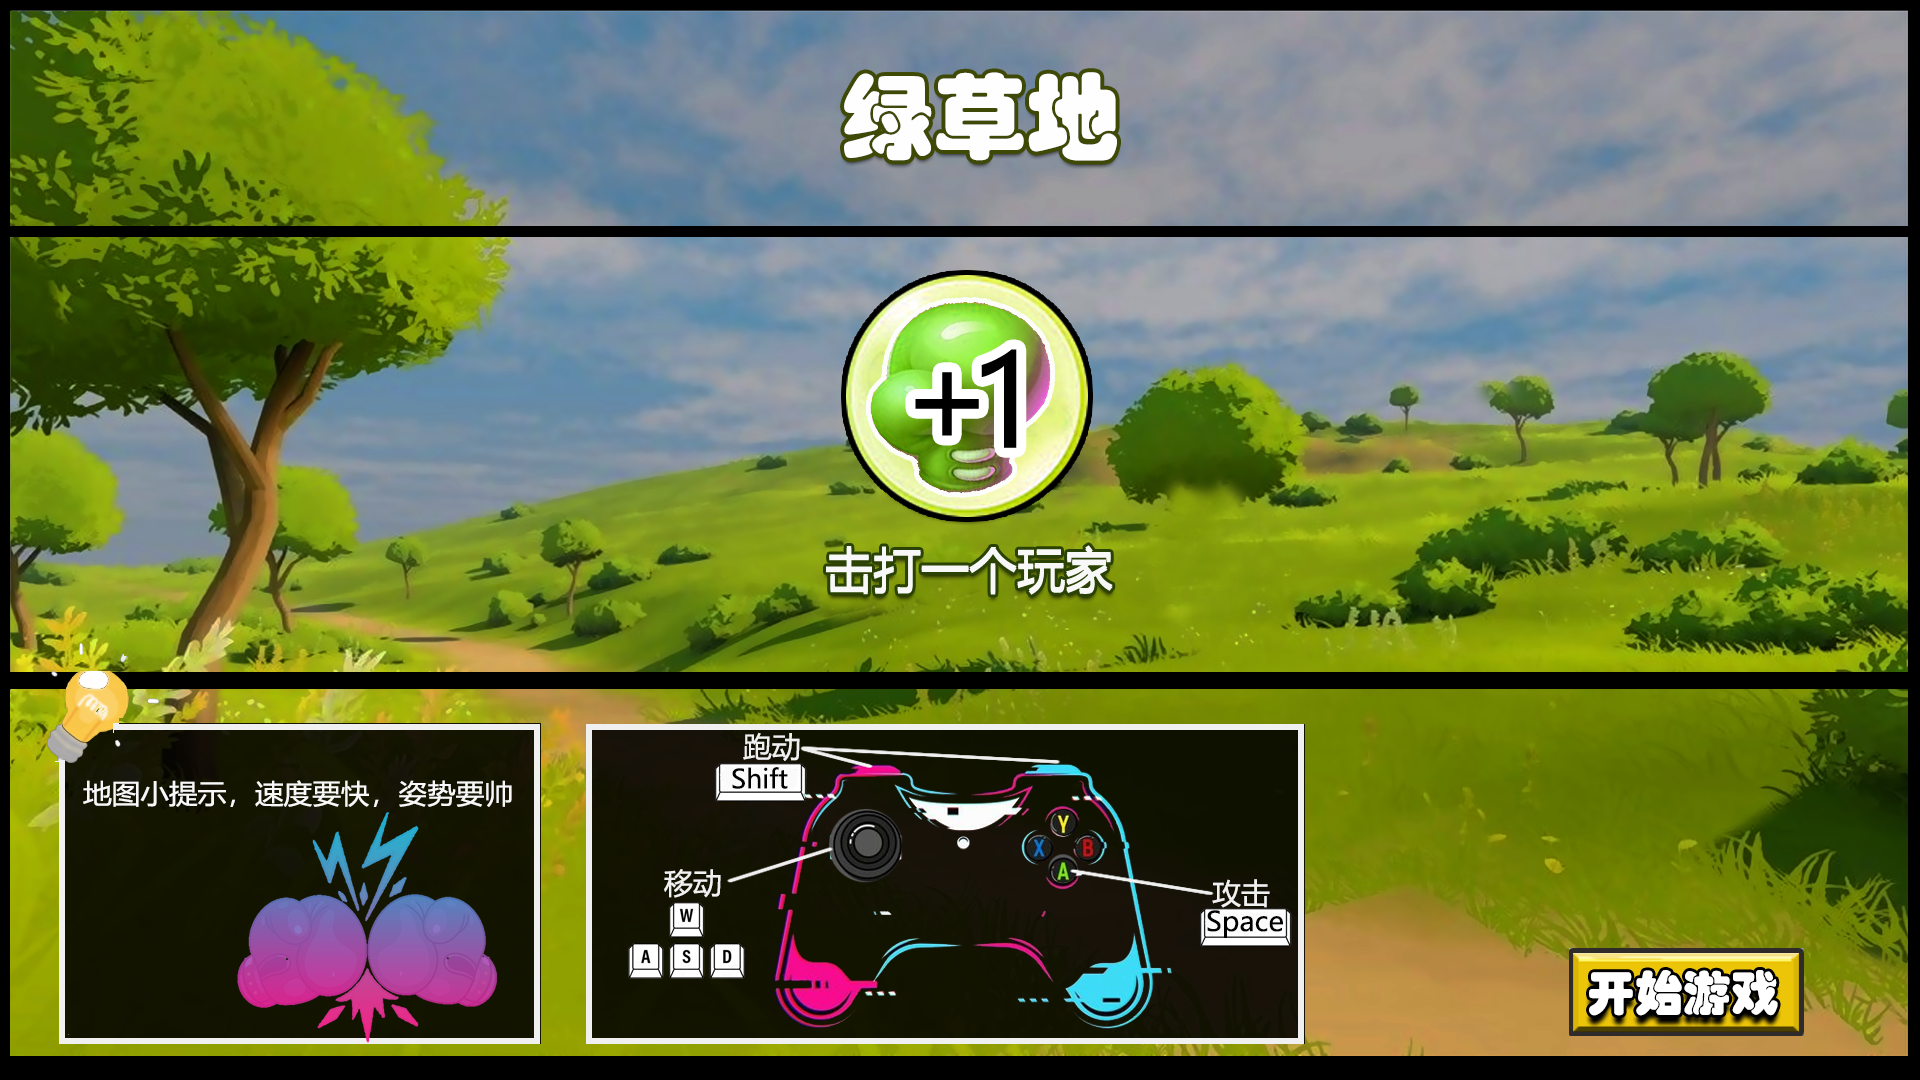 绿草地
+1
击打一个玩家
地图小提示，速度要快，姿势要帅
跑动
Shift
移动
W
A S D
Y
X B
A
攻击
Space
开始游戏